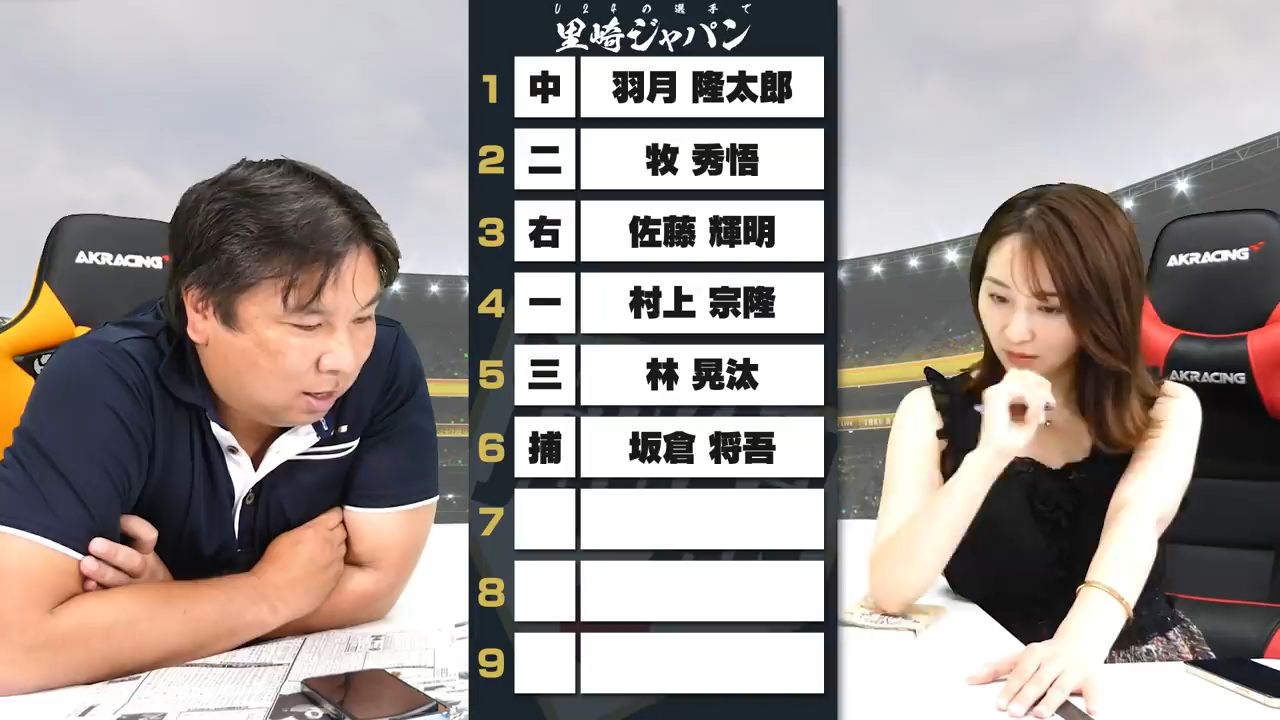 U24の選手で
里崎ジャパン
1 中 羽月 隆太郎
2 二 牧 秀悟
3 右 佐藤 輝明
4 一 村上 宗隆
5 三 林 晃汰
6 捕 坂倉 将吾
7
8
9
AKRACING
AKRACING
AKRACING